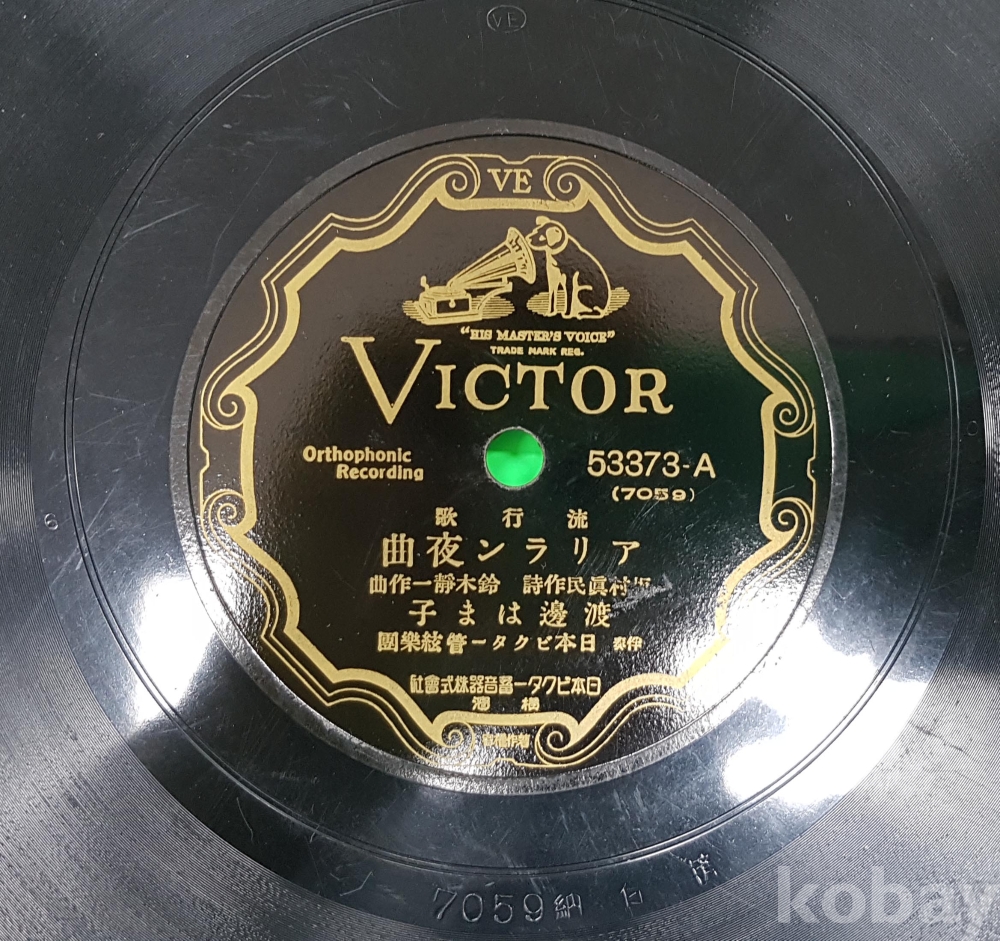 VE
VE
"HIS MASTER'S VOICE"
TRADE MARK REG.
VICTOR
Orthophonic
Recording
53373-A
(7059)
流行歌
アリラン夜曲
村眞民作詩 鈴木靜一作曲
渡邊はま子
伴奏 日本ビクター管絃樂團
日本ビクター蓄音器株式會社
横濱
6
7059
kobay